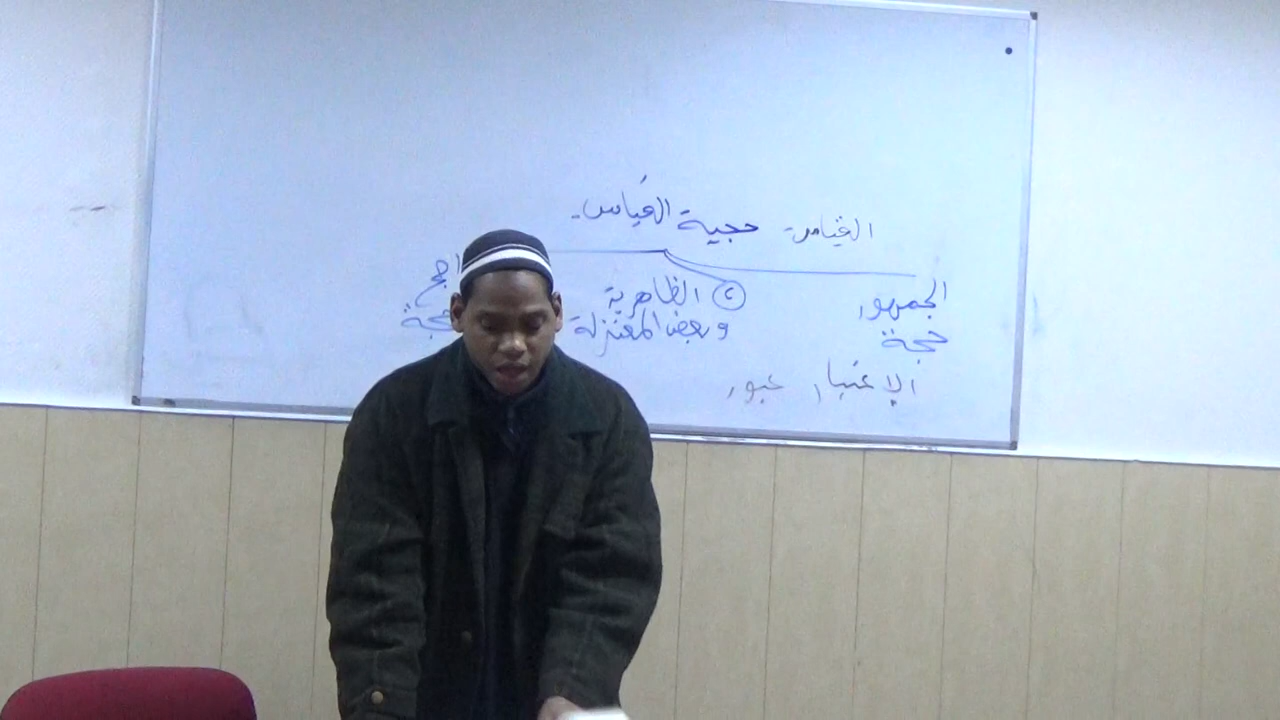 القياس - حجية القياس -
الجمهور
حجة
الإعتبار عبور
٢ الظاهرية
وبعض المعتزلة